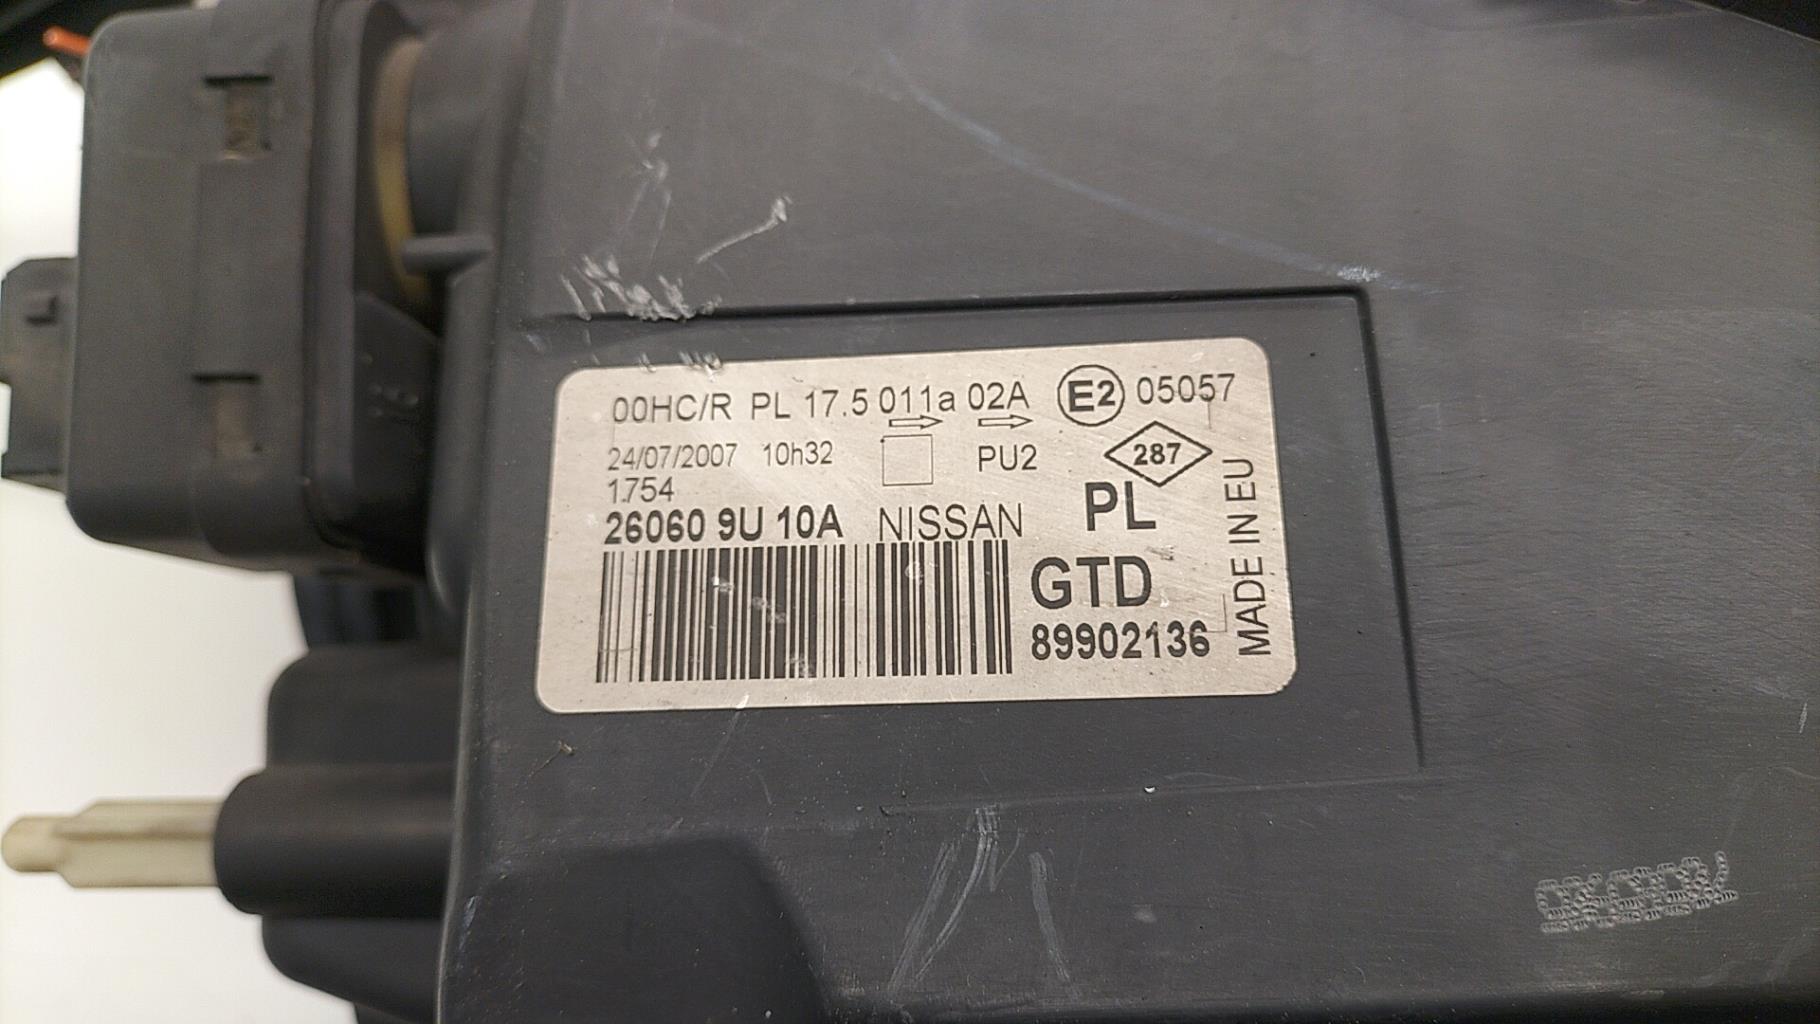 00HC/R PL 17.5 011a 02A E2 05057
24/07/2007 10h32 PU2 287
1.754
26060 9U 10A NISSAN PL
GTD
89902136
MADE IN EU